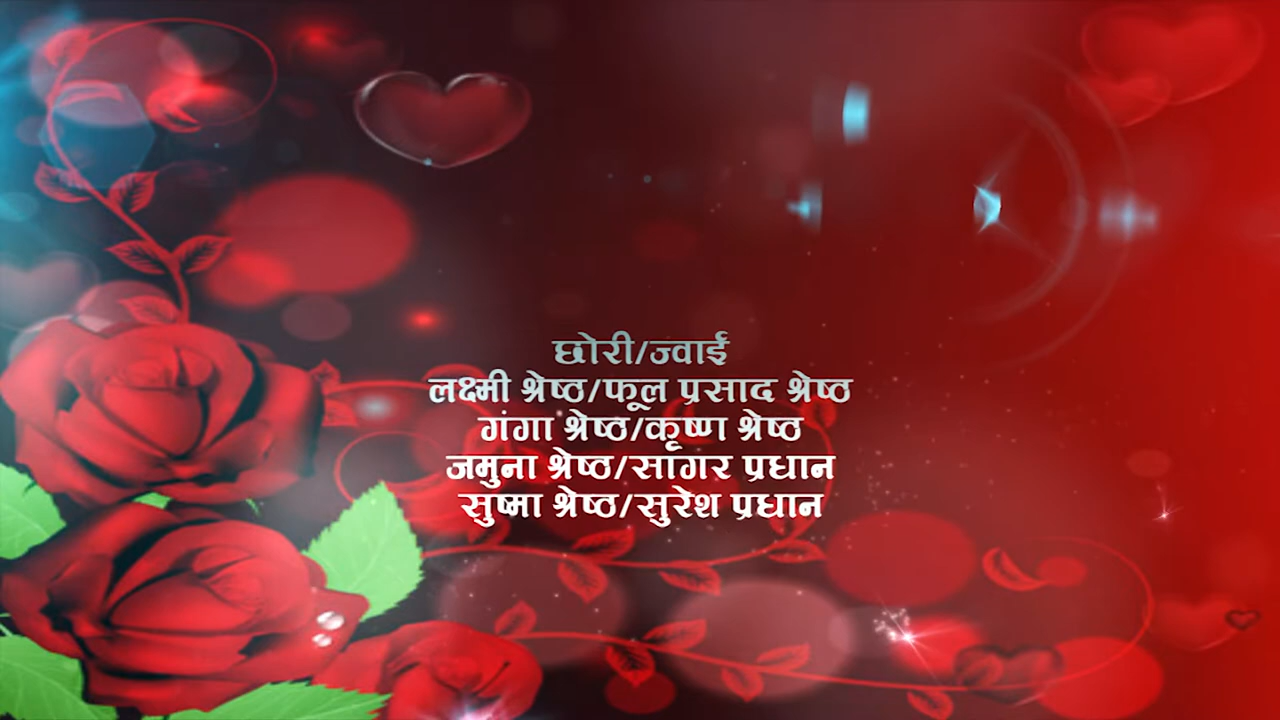 छोरी/ज्वाई
लक्ष्मी श्रेष्ठ/फूल प्रसाद श्रेष्ठ
गंगा श्रेष्ठ/कृष्ण श्रेष्ठ
जमुना श्रेष्ठ/सागर प्रधान
सुष्मा श्रेष्ठ/सुरेश प्रधान